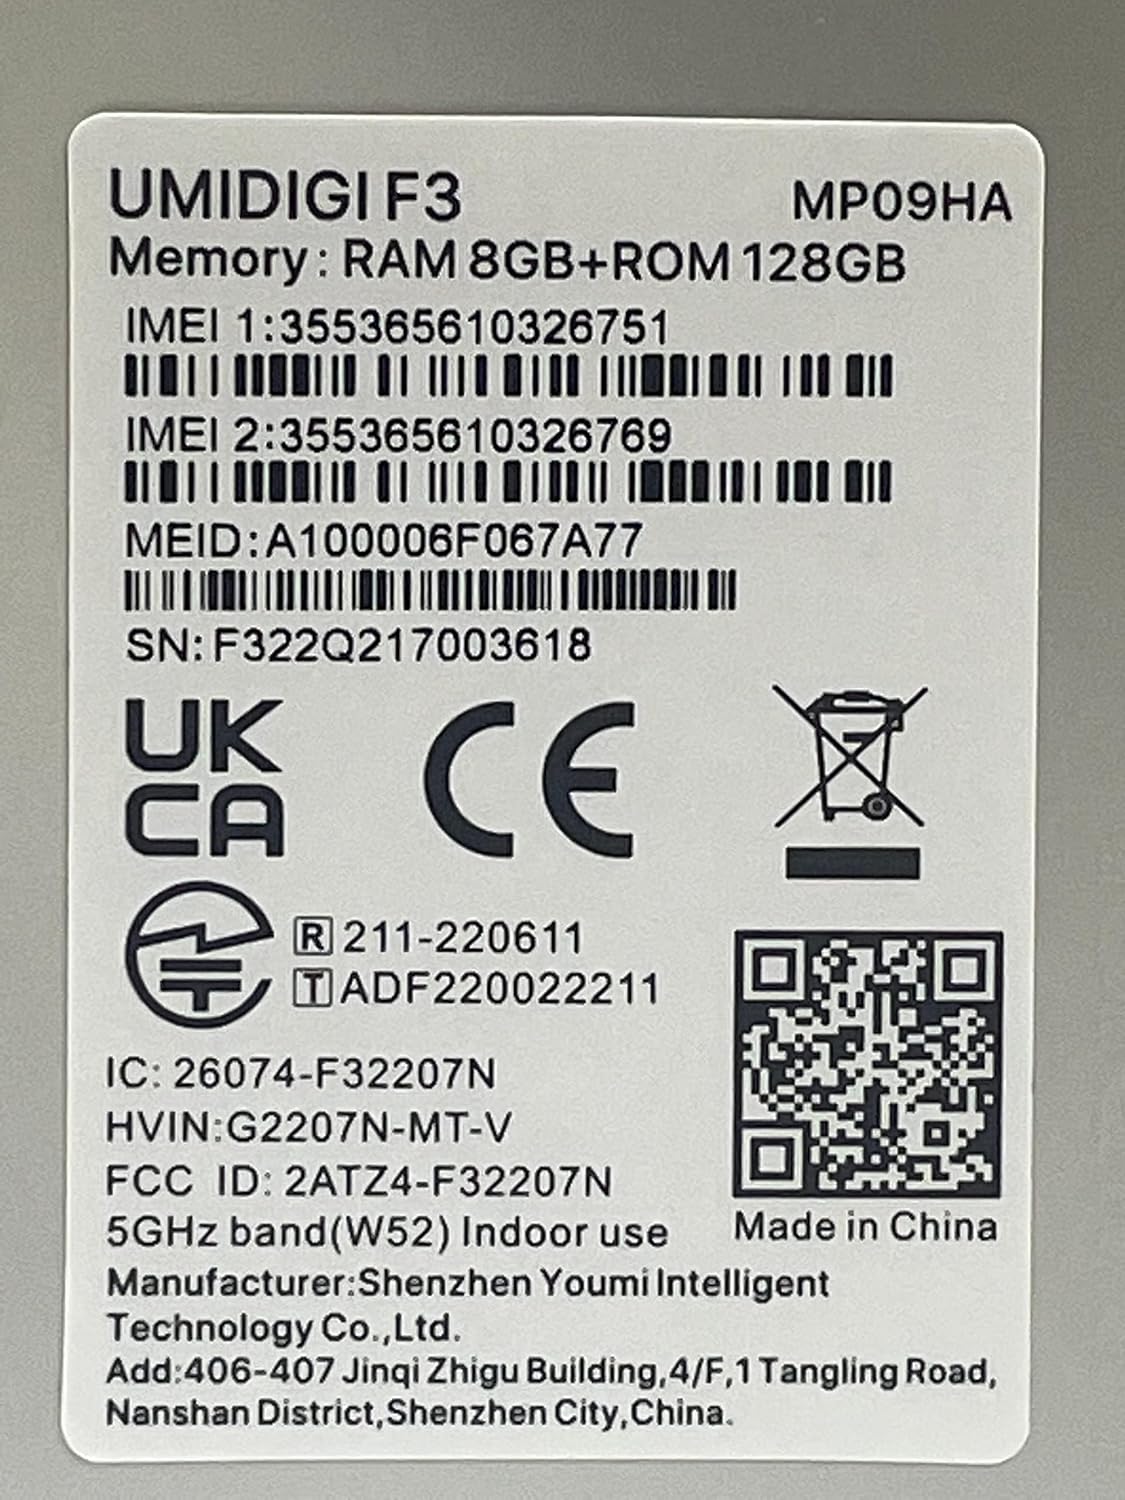 UMIDIGI F3 MP09HA
Memory: RAM 8GB+ROM 128GB
IMEI 1:355365610326751
IMEI 2:355365610326769
MEID:A100006F067A77
SN:F322Q217003618
UK
CA
CE
R 211-220611
T ADF220022211
IC: 26074-F32207N
HVIN:G2207N-MT-V
FCC ID: 2ATZ4-F32207N
5GHz band(W52) Indoor use
Made in China
Manufacturer:Shenzhen Youmi Intelligent
Technology Co.,Ltd.
Add:406-407 Jinqi Zhigu Building,4/F,1 Tangling Road,
Nanshan District,Shenzhen City,China.